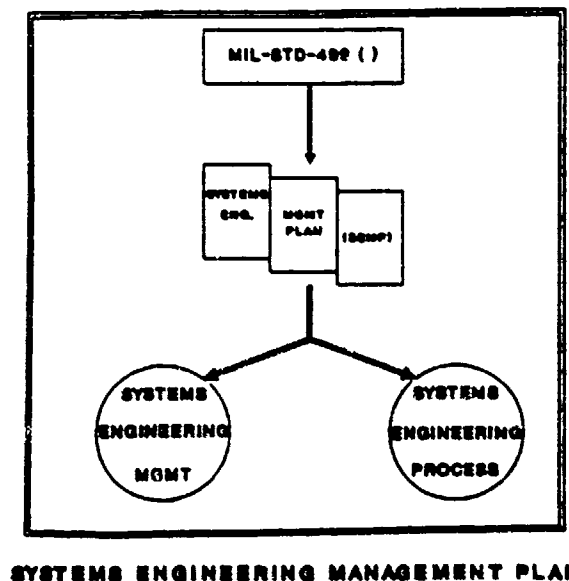 MIL-STD-499 ( )
SYSTEMS
ENG.
MGMT
PLAN
(SEMP)
SYSTEMS
ENGINEERING
MGMT
SYSTEMS
ENGINEERING
PROCESS
SYSTEMS ENGINEERING MANAGEMENT PLAN